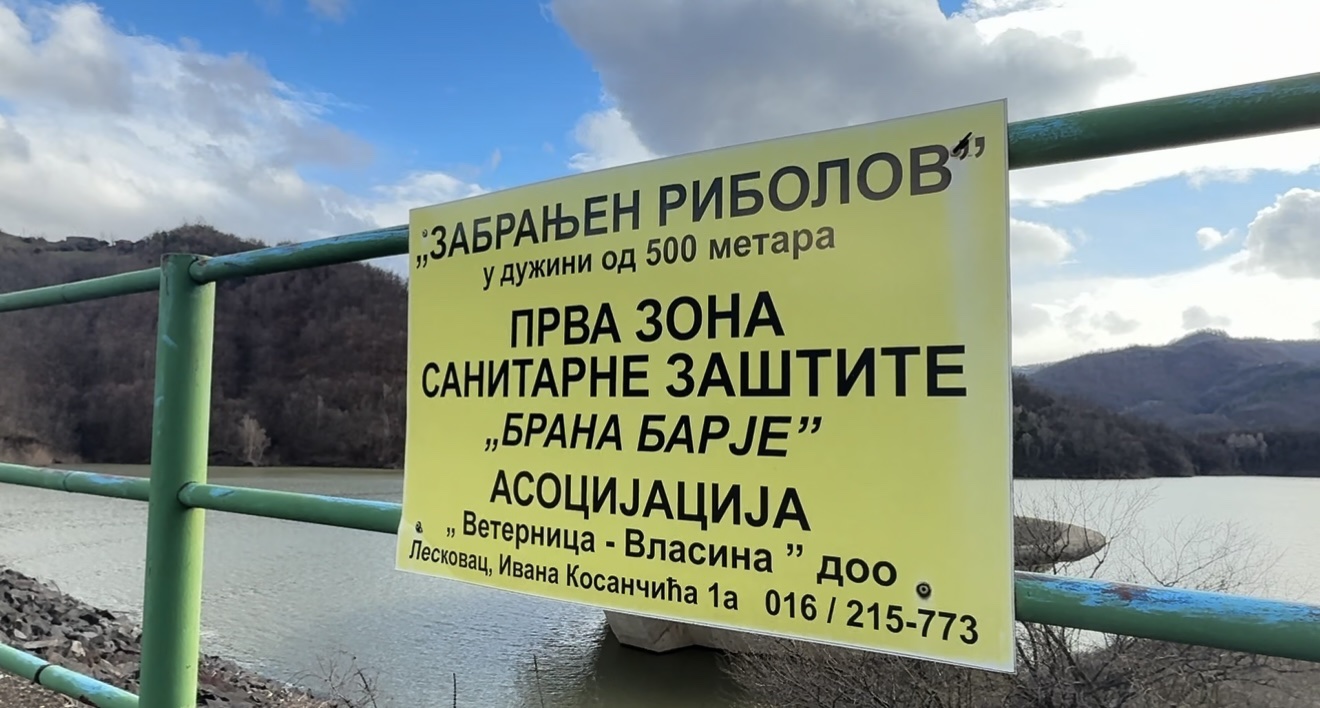 „ЗАБРАЊЕН РИБОЛОВ”
у дужини од 500 метара
ПРВА ЗОНА
САНИТАРНЕ ЗАШТИТЕ
„БРАНА БАРЈЕ”
АСОЦИЈАЦИЈА
„ Ветерница - Власина ” доо
Лесковац, Ивана Косанчића 1а 016 / 215-773